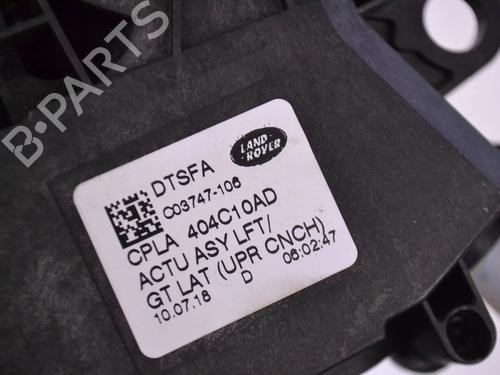 B-PARTS
LAND-
ROVER
DTSFA
C03747-106
CPLA 404C10AD
ACTU ASY LFT/
GT LAT (UPR CNCH)
10.07.18 D 06:02:47